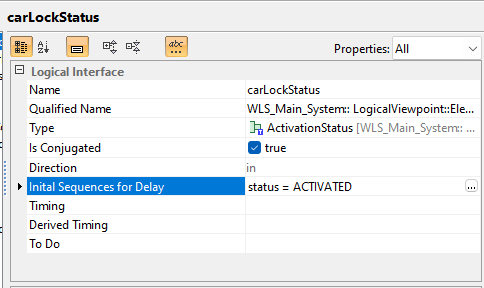 carLockStatus
A Z
abc
Properties: All
Logical Interface
Name carLockStatus
Qualified Name WLS_Main_System:: LogicalViewpoint::Ele...
Type ActivationStatus [WLS_Main_System:: ...
Is Conjugated true
Direction in
Inital Sequences for Delay status = ACTIVATED ...
Timing
Derived Timing
To Do